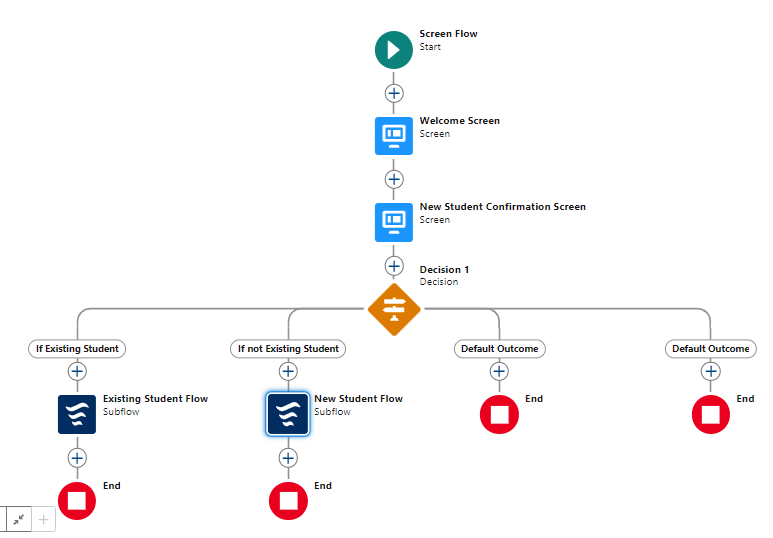 Screen Flow
Start
Welcome Screen
Screen
New Student Confirmation Screen
Screen
Decision 1
Decision
If Existing Student
If not Existing Student
Default Outcome
Default Outcome
Existing Student Flow
Subflow
New Student Flow
Subflow
End
End
End
End